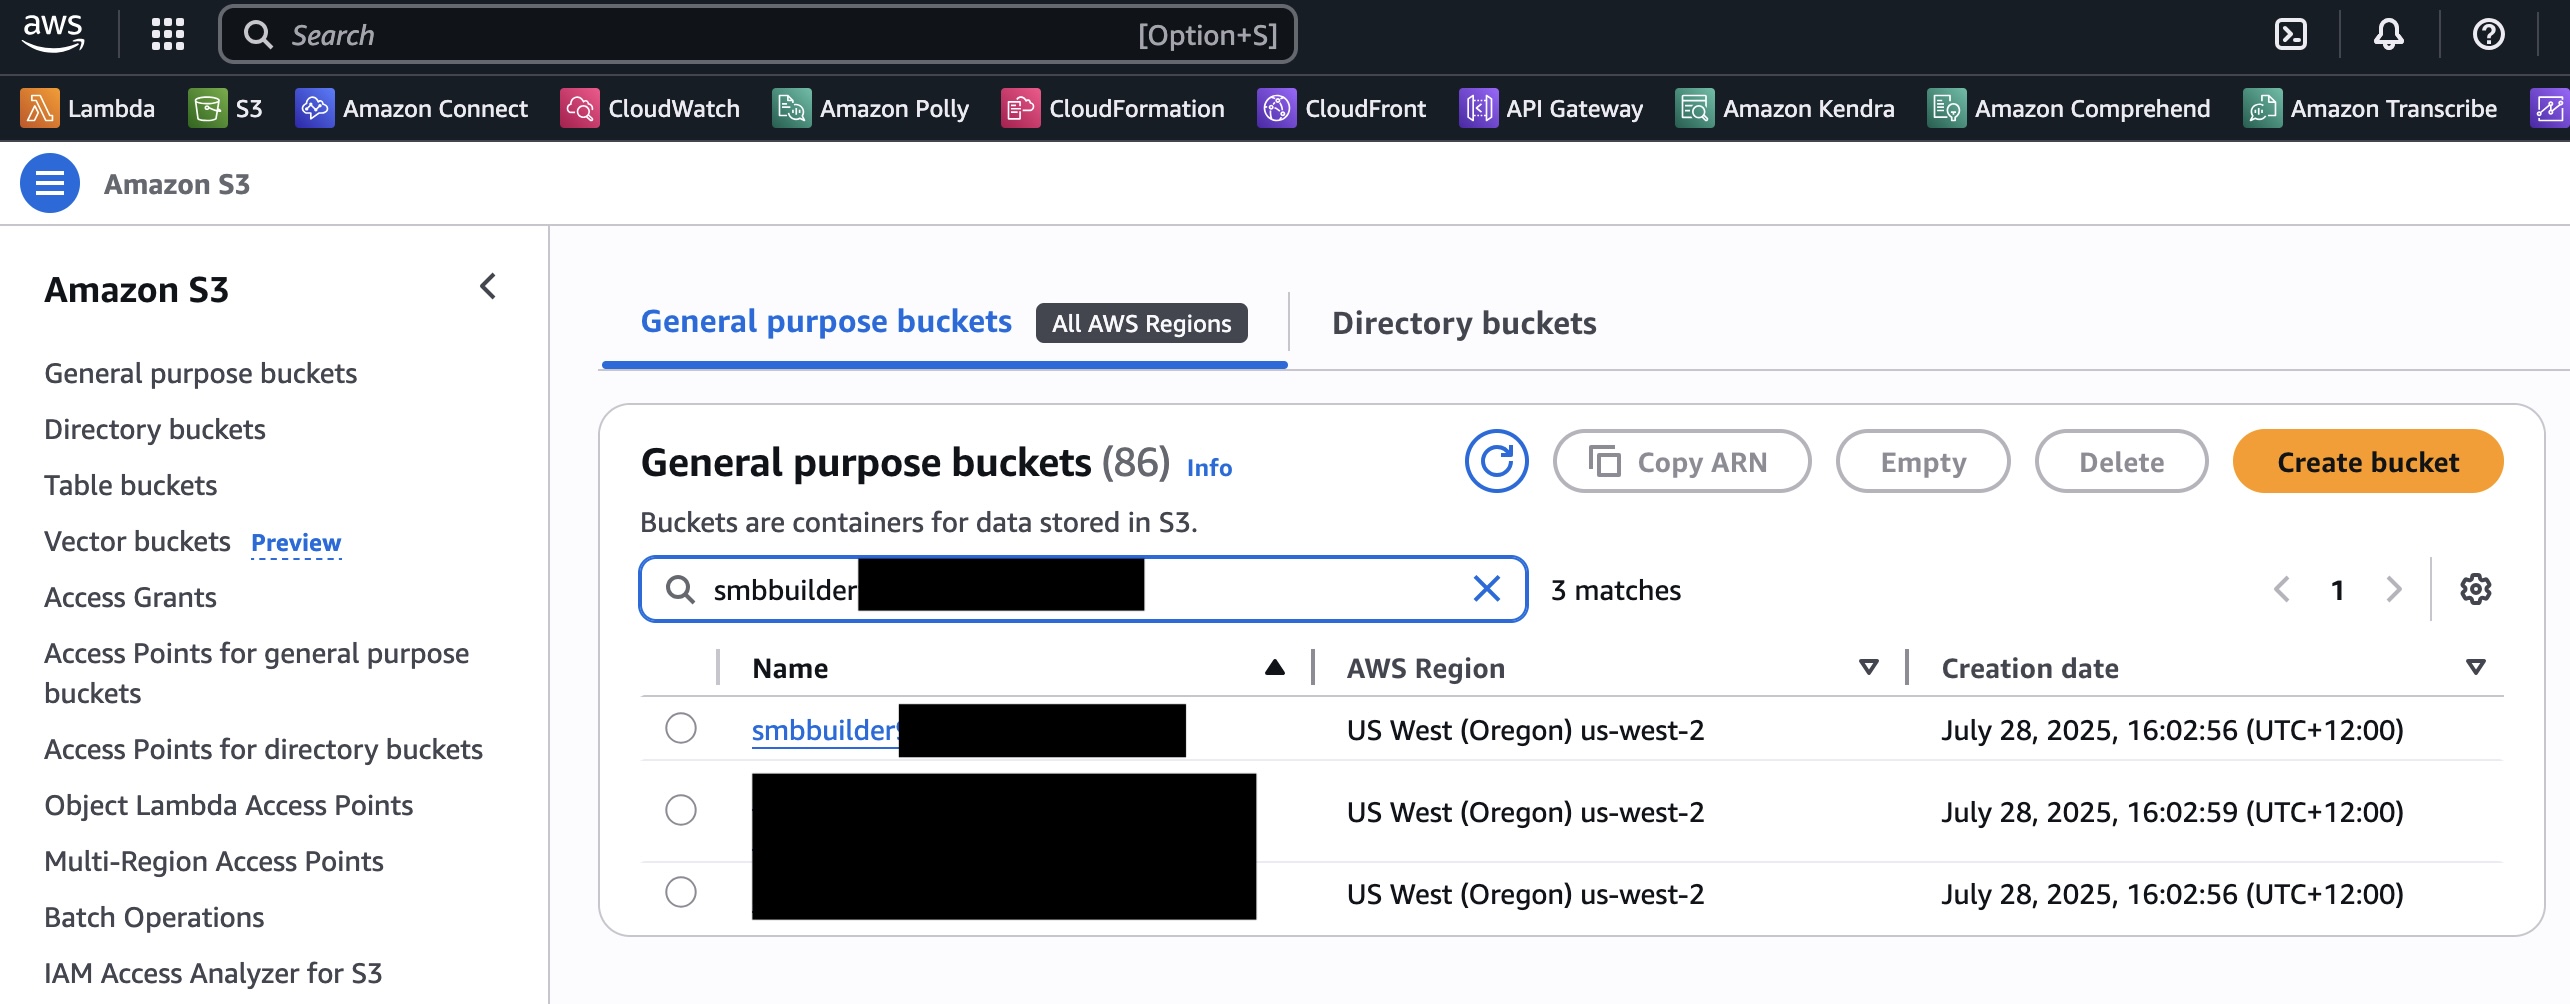 aws
Search [Option+S]
Lambda S3 Amazon Connect CloudWatch Amazon Polly CloudFormation CloudFront API Gateway Amazon Kendra Amazon Comprehend Amazon Transcribe
Amazon S3
Amazon S3
General purpose buckets
Directory buckets
Table buckets
Vector buckets Preview
Access Grants
Access Points for general purpose
buckets
Access Points for directory buckets
Object Lambda Access Points
Multi-Region Access Points
Batch Operations
IAM Access Analyzer for S3
General purpose buckets All AWS Regions Directory buckets
General purpose buckets (86) Info
Copy ARN Empty Delete Create bucket
Buckets are containers for data stored in S3.
smbbuilder 3 matches 1
Name AWS Region Creation date
smbbuilder US West (Oregon) us-west-2 July 28, 2025, 16:02:56 (UTC+12:00)
US West (Oregon) us-west-2 July 28, 2025, 16:02:59 (UTC+12:00)
US West (Oregon) us-west-2 July 28, 2025, 16:02:56 (UTC+12:00)